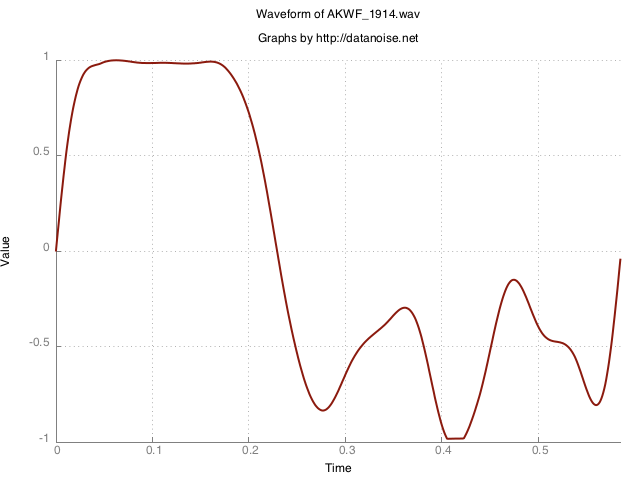 Waveform of AKWF_1914.wav
Graphs by http://datanoise.net
1
0.5
0
-0.5
-1
Value
0 0.1 0.2 0.3 0.4 0.5
Time